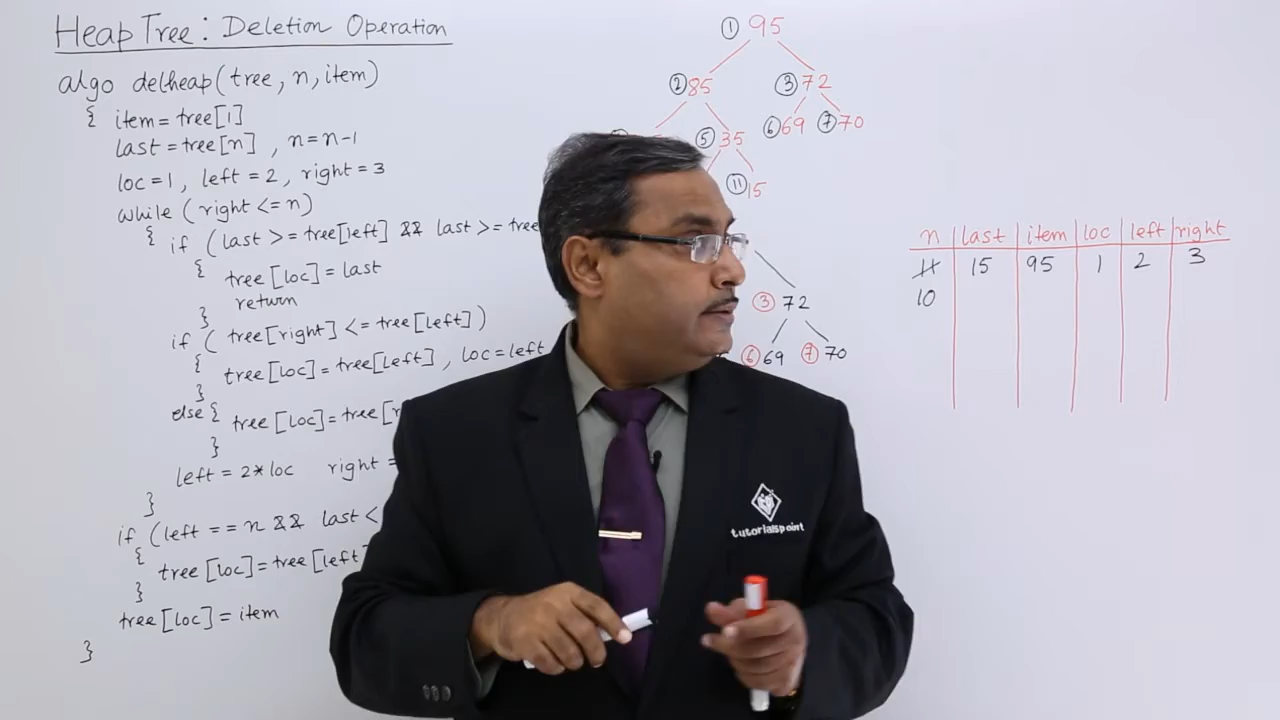 Heap Tree : Deletion Operation
algo delheap(tree, n, item)
{ item = tree[1]
last = tree[n] , n = n-1
loc = 1, left = 2, right = 3
while ( right <= n)
{ if ( last >= tree[left] && last >= tree
{ tree [loc] = last
return
}
if ( tree[right] <= tree[left] )
{ tree [loc] = tree[left] , loc = left
}
else { tree [loc] = tree[r
}
left = 2* loc right =
}
if ( left == n && last <
{ tree [loc] = tree [left
}
tree [loc] = item
}
1 95
2 85 3 72
5 35 6 69 7 70
11 15
3 72
6 69 7 70
n last item loc left right
11 15 95 1 2 3
10
tutorialspoint